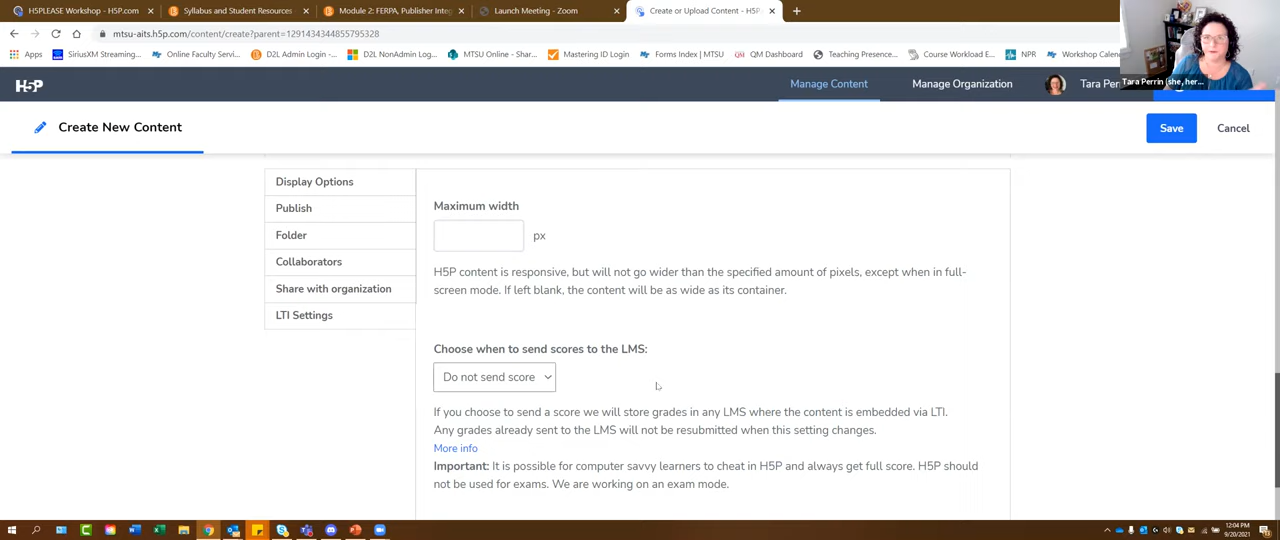 H5PLEASE Workshop - H5P.com
Syllabus and Student Resources
Module 2: FERPA, Publisher Inte
Launch Meeting - Zoom
Create or Upload Content - H5P
mtsu-aits.h5p.com/content/create?parent=1291434344855795328
Apps
SiriusXM Streaming...
Online Faculty Servi...
D2L Admin Login -...
D2L NonAdmin Log...
MTSU Online - Shar...
Mastering ID Login
Forms Index | MTSU
QM Dashboard
Teaching Presence...
Course Workload E...
NPR
Workshop Calend
Tara Perrin (she, her...
H5P
Manage Content
Manage Organization
Tara Perri
Create New Content
Save
Cancel
Display Options
Publish
Folder
Collaborators
Share with organization
LTI Settings
Maximum width
px
H5P content is responsive, but will not go wider than the specified amount of pixels, except when in full-
screen mode. If left blank, the content will be as wide as its container.
Choose when to send scores to the LMS:
Do not send score
If you choose to send a score we will store grades in any LMS where the content is embedded via LTI.
Any grades already sent to the LMS will not be resubmitted when this setting changes.
More info
Important: It is possible for computer savvy learners to cheat in H5P and always get full score. H5P should
not be used for exams. We are working on an exam mode.
12:04 PM
9/20/2021